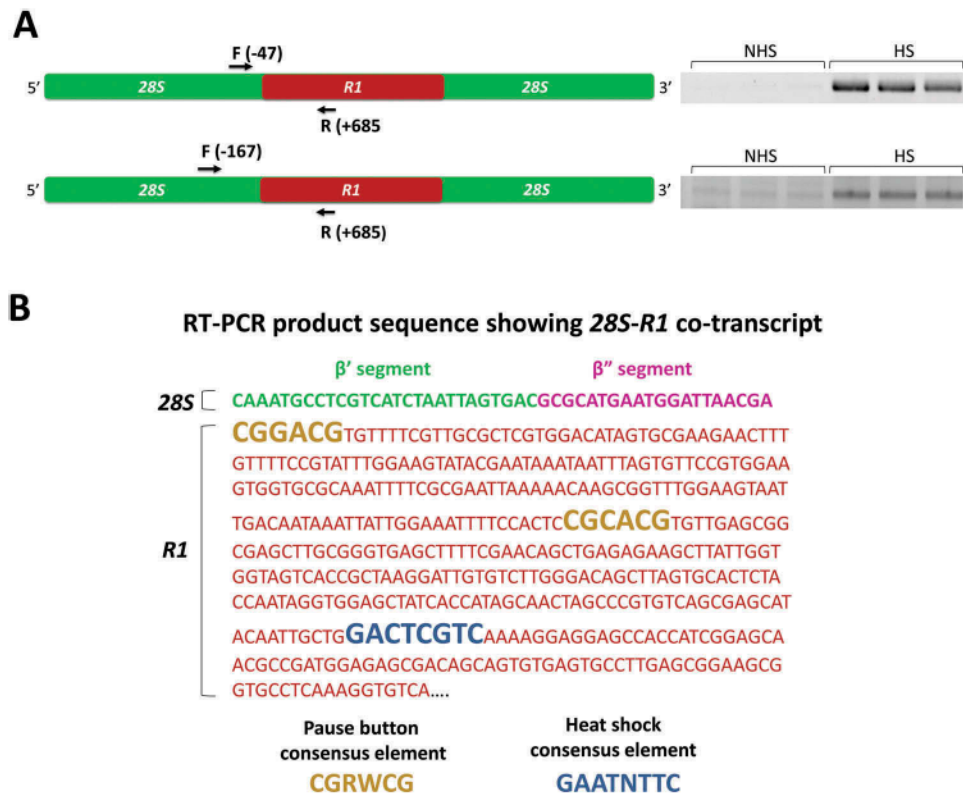 A
F (-47)
NHS
HS
5'
28S
R1
28S
3'
R (+685
F (-167)
NHS
HS
5'
28S
R1
28S
3'
R (+685)
B
RT-PCR product sequence showing 28S-R1 co-transcript
β' segment
β" segment
28S
CAAATGCCTCGTCATCTAATTAGTGACGCGCATGAATGGATTAACGA
CGGACGTGTTTTCGTTGCGCTCGTGGACATAGTGCGAAGAACTTT
GTTTTCCGTATTTGGAAGTATACGAATAAATAATTTAGTGTTCCGTGGAA
GTGGTGCGCAAATTTTCGCGAATTAAAAACAAGCGGTTTGGAAGTAAT
TGACAATAAATTATTGGAAATTTTCCACTCCGCACGTGTTGAGCGG
R1
CGAGCTTGCGGGTGAGCTTTTCGAACAGCTGAGAGAAGCTTATTGGT
GGTAGTCACCGCTAAGGATTGTGTCTTGGGACAGCTTAGTGCACTCTA
CCAATAGGTGGAGCTATCACCATAGCAACTAGCCCGTGTCAGCGAGCAT
ACAATTGCTGGACTCGTCAAAAGGAGGAGCCACCATCGGAGCA
ACGCCGATGGAGAGCGACAGCAGTGTGAGTGCCTTGAGCGGAAGCG
GTGCCTCAAAGGTGTCA....
Pause button
consensus element
CGRWCG
Heat shock
consensus element
GAATNTTC